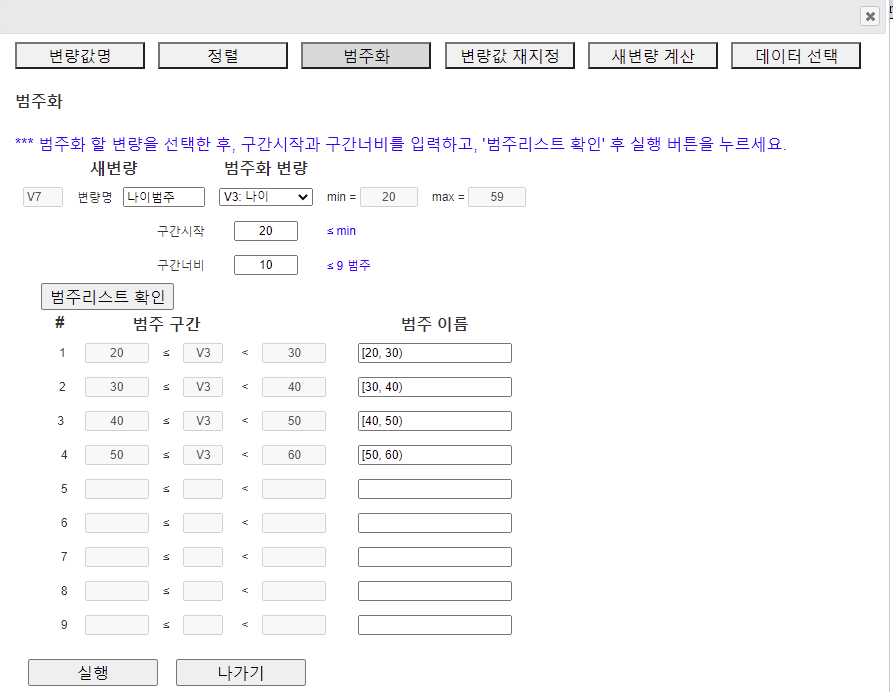 변량값명 정렬 범주화 변량값 재지정 새변량 계산 데이터 선택
범주화
*** 범주화 할 변량을 선택한 후, 구간시작과 구간너비를 입력하고, '범주리스트 확인' 후 실행 버튼을 누르세요.
새변량 범주화 변량
V7 변량명 나이범주 V3: 나이 min = 20 max = 59
구간시작 20 ≤ min
구간너비 10 ≤ 9 범주
범주리스트 확인
# 범주 구간 범주 이름
1 20 ≤ V3 < 30 [20, 30)
2 30 ≤ V3 < 40 [30, 40)
3 40 ≤ V3 < 50 [40, 50)
4 50 ≤ V3 < 60 [50, 60)
5 ≤ <
6 ≤ <
7 ≤ <
8 ≤ <
9 ≤ <
실행 나가기